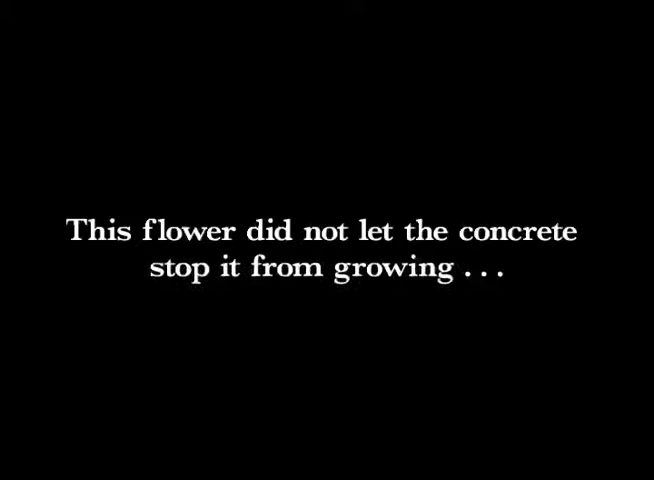 This flower did not let the concrete
stop it from growing . . .